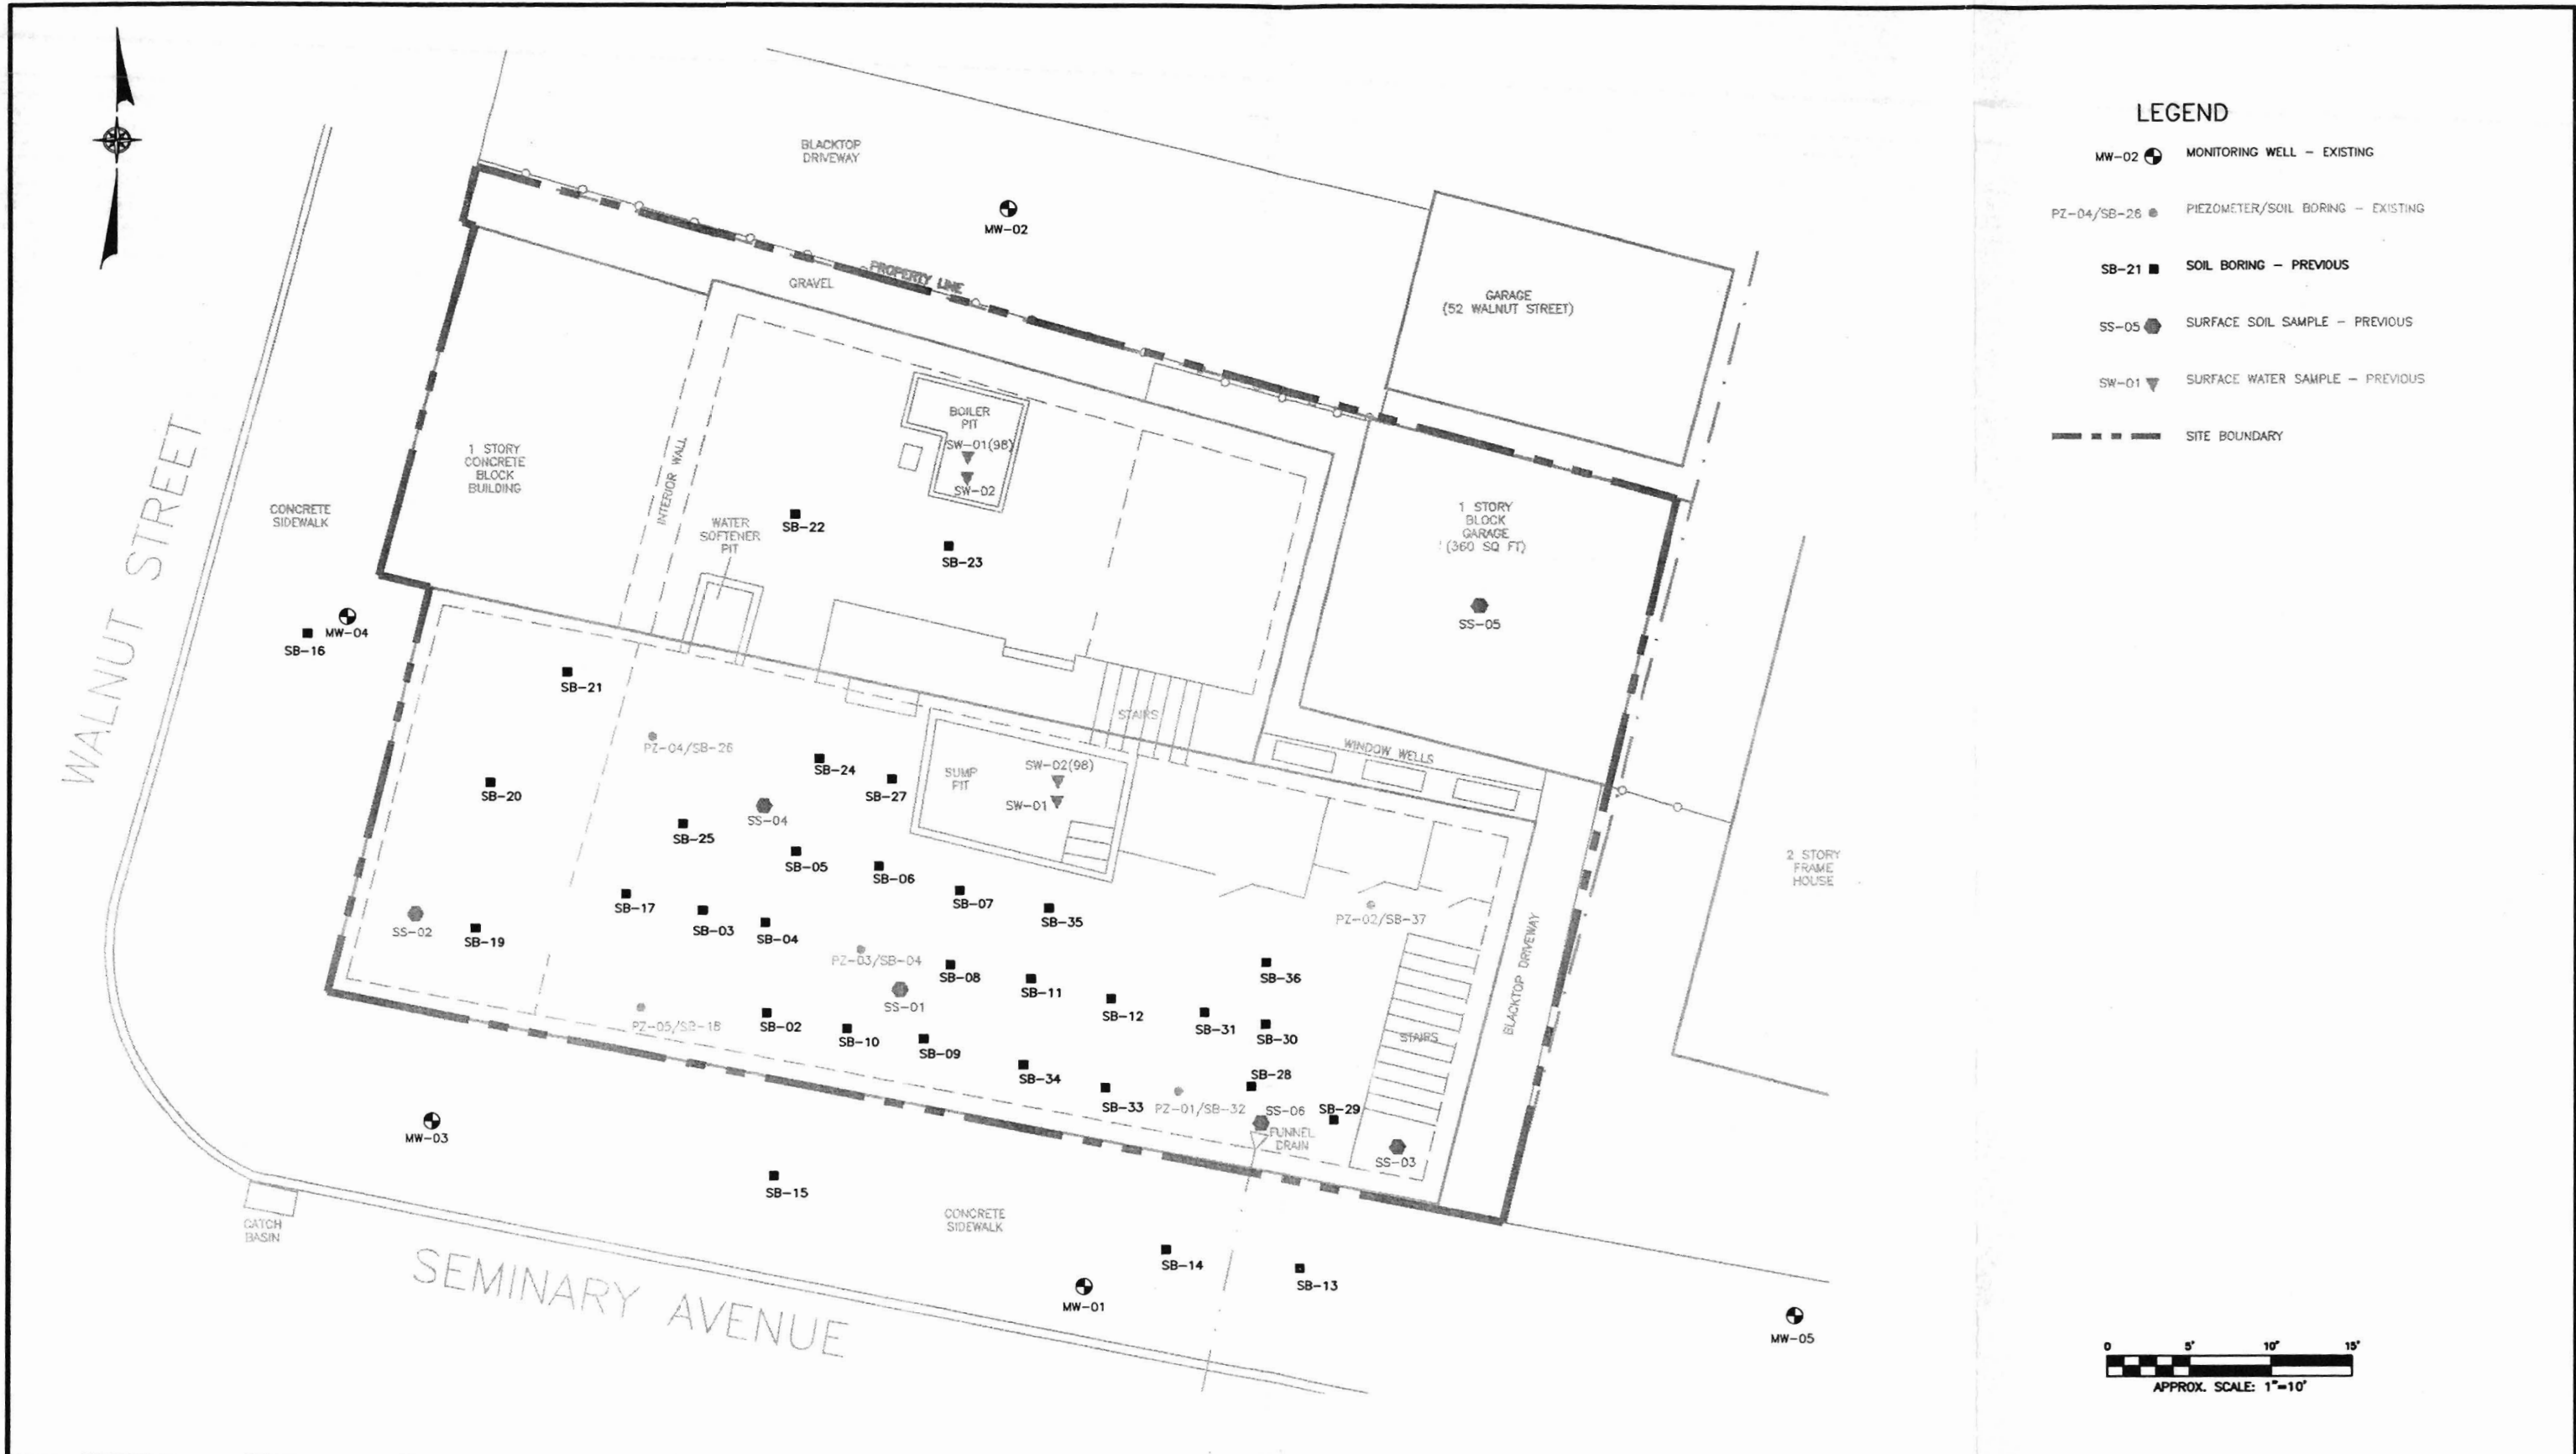 LEGEND
MW-02 MONITORING WELL - EXISTING
PZ-04/SB-26 PIEZOMETER/SOIL BORING - EXISTING
SB-21 SOIL BORING - PREVIOUS
SS-05 SURFACE SOIL SAMPLE - PREVIOUS
SW-01 SURFACE WATER SAMPLE - PREVIOUS
SITE BOUNDARY
BLACKTOP
DRIVEWAY
MW-02
PROPERTY LINE
GRAVEL
GARAGE
(52 WALNUT STREET)
BOILER
PIT
SW-01(98)
SW-02
1 STORY
CONCRETE
BLOCK
BUILDING
INTERIOR WALL
CONCRETE
SIDEWALK
WATER
SOFTENER
PIT
SB-22
SB-23
1 STORY
BLOCK
GARAGE
(360 SQ FT)
SS-05
WALNUT STREET
MW-04
SB-16
SB-21
PZ-04/SB-26
STAIRS
WINDOW WELLS
SB-24
SB-27
SUMP
PIT
SW-02(98)
SW-01
SB-20
SS-04
SB-25
SB-05
SB-06
SB-07
SB-35
2 STORY
FRAME
HOUSE
SB-17
SB-03
SB-04
SS-02
SB-19
PZ-02/SB-37
PZ-03/SB-04
SB-08
SB-11
SB-36
SS-01
SB-12
SB-31
SB-30
BLACKTOP DRIVEWAY
STAIRS
PZ-05/SB-18
SB-02
SB-10
SB-09
SB-34
SB-28
SB-33
PZ-01/SB-32
SS-06
SB-29
FUNNEL
DRAIN
SS-03
MW-03
SB-15
CONCRETE
SIDEWALK
CATCH
BASIN
SEMINARY AVENUE
SB-14
SB-13
MW-01
MW-05
0 5' 10' 15'
APPROX. SCALE: 1"=10'